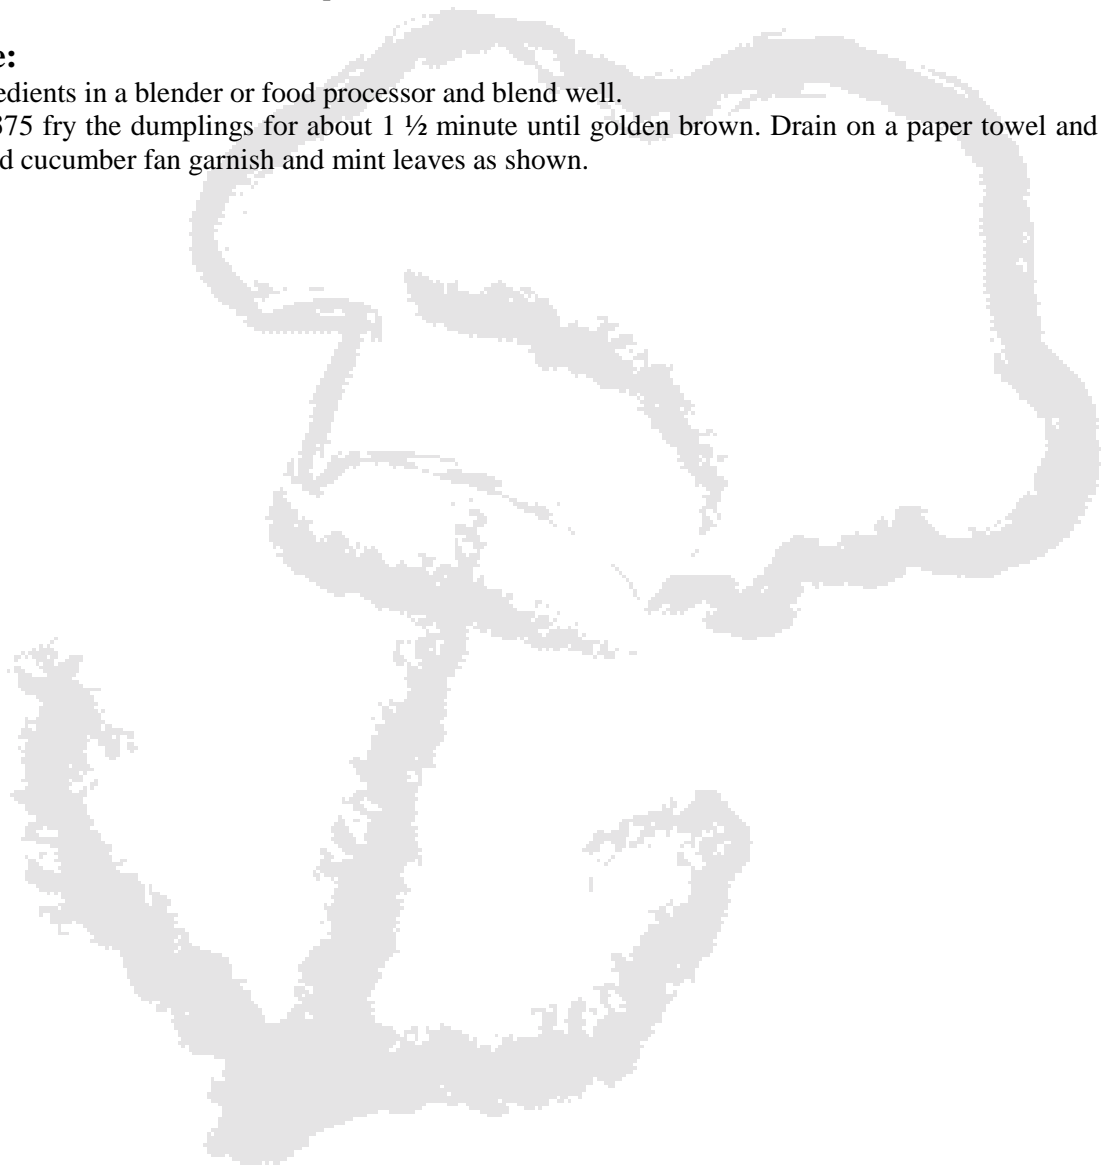 e:
edients in a blender or food processor and blend well.
375 fry the dumplings for about 1 ½ minute until golden brown. Drain on a paper towel and
d cucumber fan garnish and mint leaves as shown.